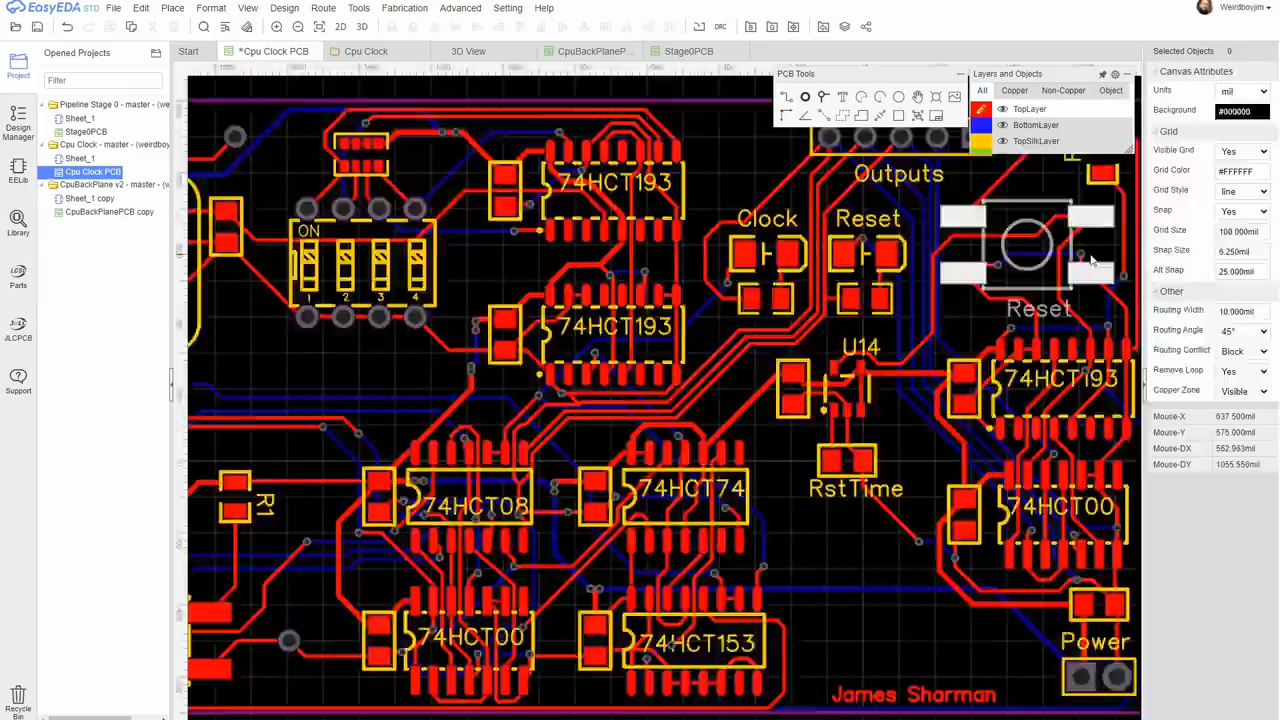 EasyEDA STD File Edit Place Format View Design Route Tools Fabrication Advanced Setting Help Weirdboyjim
2D 3D DRC
Project Opened Projects Start *Cpu Clock PCB Cpu Clock 3D View CpuBackPlaneP... Stage0PCB
Filter
Pipeline Stage 0 - master - (we
Sheet_1
Stage0PCB
Cpu Clock - master - (weirdboy
Sheet_1
Cpu Clock PCB
CpuBackPlane v2 - master - (w
Sheet_1 copy
CpuBackPlanePCB copy
Design
Manager
EELib
Library
Parts
JLCPCB
Support
Recycle
Bin
PCB Tools
Layers and Objects
All Copper Non-Copper Object
TopLayer
BottomLayer
TopSilkLayer
Outputs
74HCT193
Clock Reset
ON
1 2 3 4
Reset
74HCT193
U14
74HCT193
R1
74HCT08
74HCT74
RstTime
74HCT00
74HCT00
74HCT153
Power
James Sharman
Selected Objects 0
Canvas Attributes
Units mil
Background #000000
Grid
Visible Grid Yes
Grid Color #FFFFFF
Grid Style line
Snap Yes
Grid Size 100.000mil
Snap Size 6.250mil
Alt Snap 25.000mil
Other
Routing Width 10.000mil
Routing Angle 45°
Routing Conflict Block
Remove Loop Yes
Copper Zone Visible
Mouse-X 637.500mil
Mouse-Y 575.000mil
Mouse-DX 562.963mil
Mouse-DY 1055.556mil